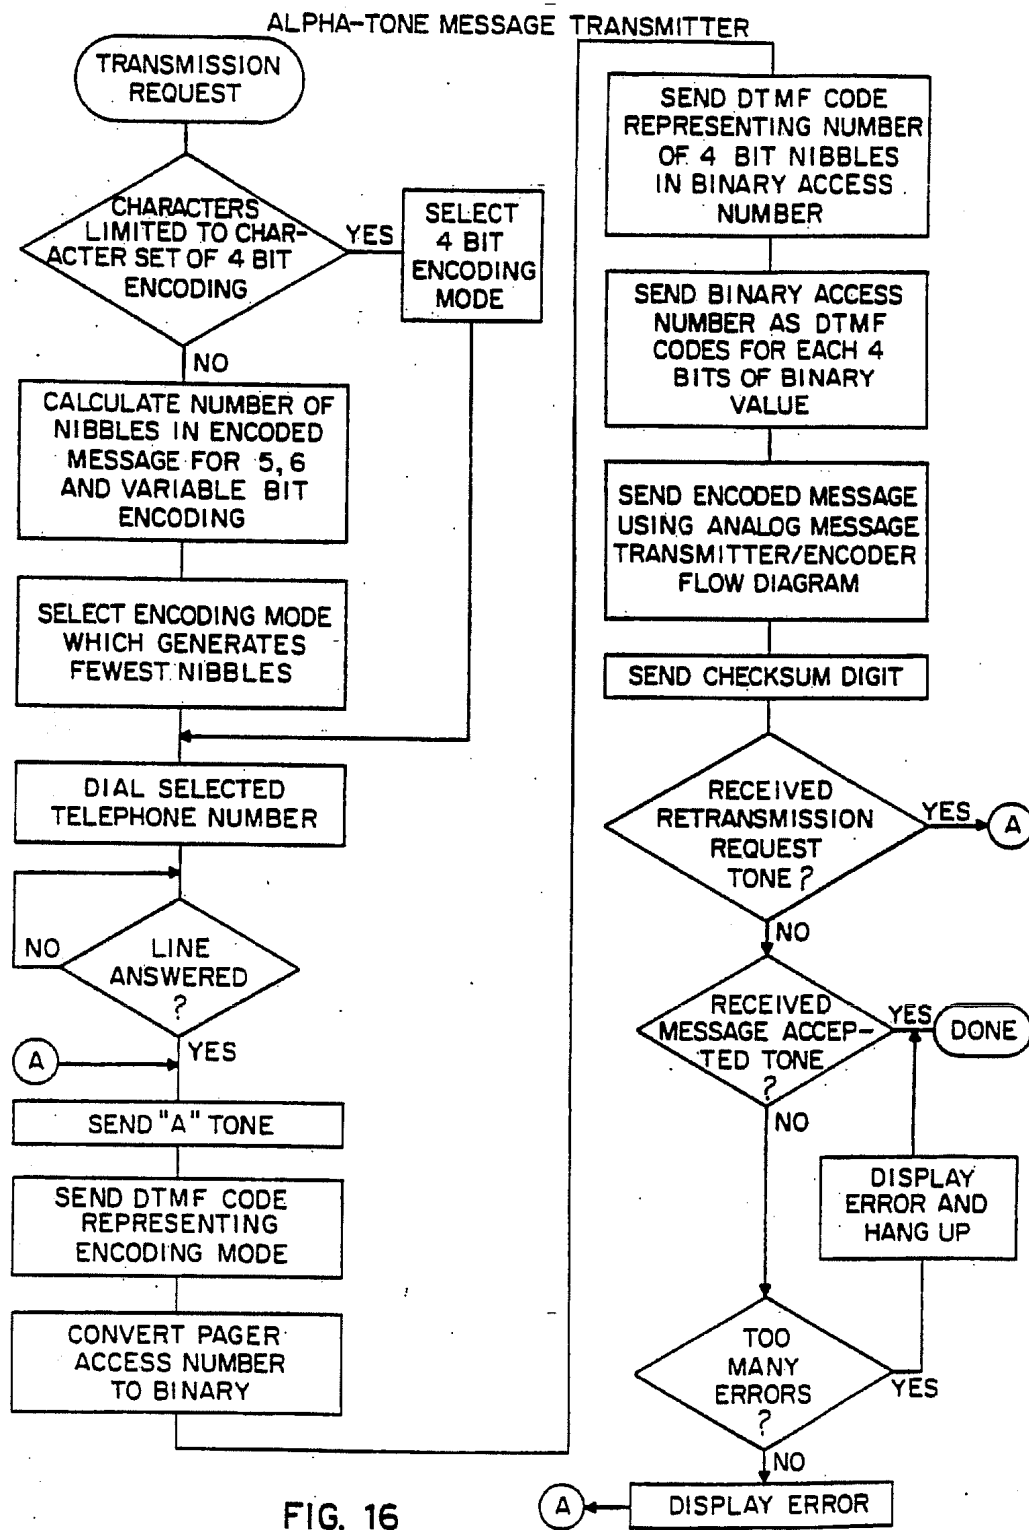 ALPHA-TONE MESSAGE TRANSMITTER
TRANSMISSION
REQUEST
CHARACTERS
LIMITED TO CHAR-
ACTER SET OF 4 BIT
ENCODING
YES
SELECT
4 BIT
ENCODING
MODE
NO
CALCULATE NUMBER OF
NIBBLES IN ENCODED
MESSAGE FOR 5,6
AND VARIABLE BIT
ENCODING
SELECT ENCODING MODE
WHICH GENERATES
FEWEST NIBBLES
DIAL SELECTED
TELEPHONE NUMBER
NO
LINE
ANSWERED
?
YES
A
SEND "A" TONE
SEND DTMF CODE
REPRESENTING
ENCODING MODE
CONVERT PAGER
ACCESS NUMBER
TO BINARY
SEND DTMF CODE
REPRESENTING NUMBER
OF 4 BIT NIBBLES
IN BINARY ACCESS
NUMBER
SEND BINARY ACCESS
NUMBER AS DTMF
CODES FOR EACH 4
BITS OF BINARY
VALUE
SEND ENCODED MESSAGE
USING ANALOG MESSAGE
TRANSMITTER/ENCODER
FLOW DIAGRAM
SEND CHECKSUM DIGIT
RECEIVED
RETRANSMISSION
REQUEST
TONE?
YES
A
NO
RECEIVED
MESSAGE ACCEP-
TED TONE
?
YES
DONE
NO
DISPLAY
ERROR AND
HANG UP
TOO
MANY
ERRORS
?
YES
NO
DISPLAY ERROR
A
FIG. 16